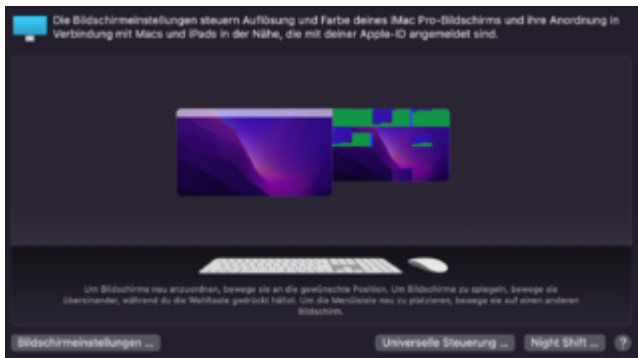 Die Bildschirmeinstellungen steuern Auflösung und Farbe deines iMac Pro-Bildschirms und ihre Anordnung in
Verbindung mit Macs und iPads in der Nähe, die mit deiner Apple-ID angemeldet sind.
Um Bildschirme neu anzuordnen, bewege sie an die gewünschte Position. Um Bildschirme zu spiegeln, bewege sie
übereinander, während du die Wahltaste gedrückt hältst. Um die Menüleiste neu zu platzieren, bewege sie auf einen anderen
Bildschirm.
Bildschirmeinstellungen ...
Universelle Steuerung ...
Night Shift ...
?